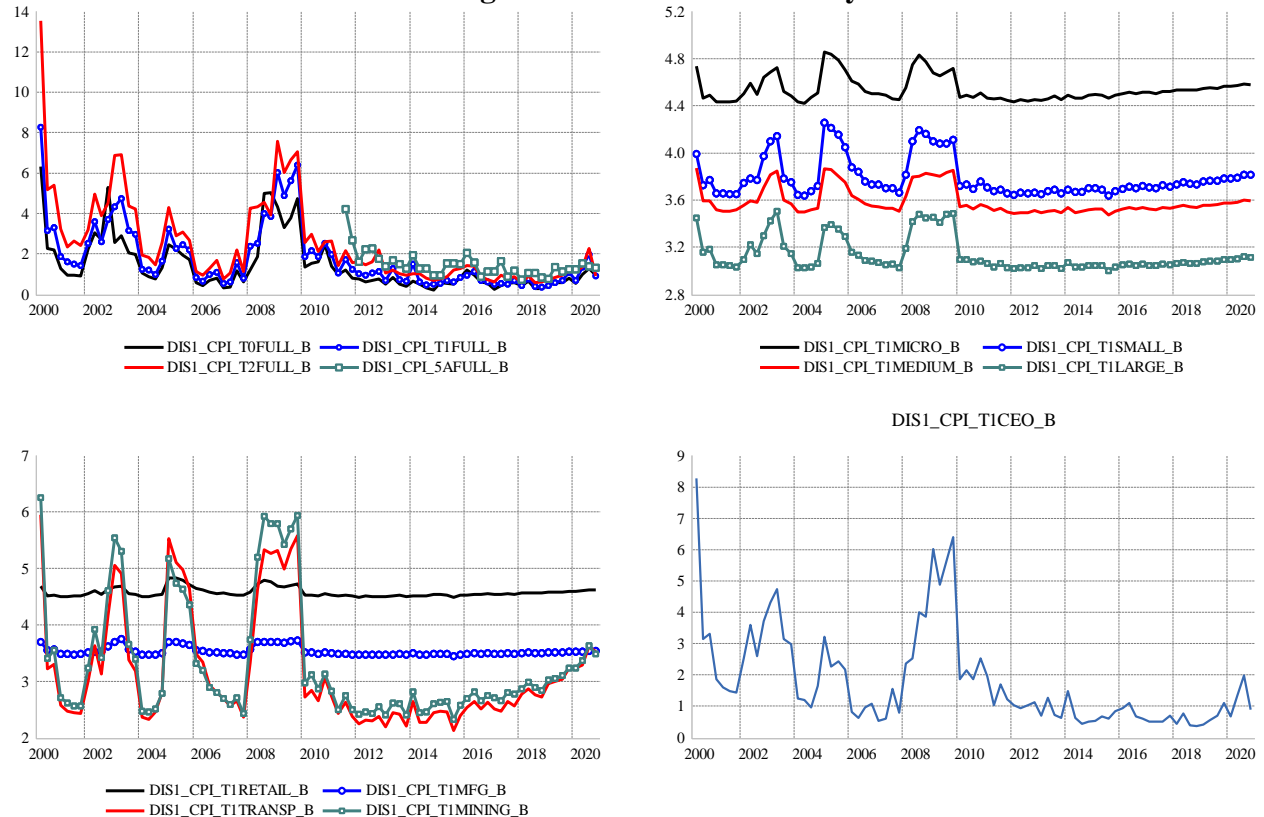 14
12
10
8
6
4
2
0
2000 2002 2004 2006 2008 2010 2012 2014 2016 2018 2020
DIS1_CPI_T0FULL_B DIS1_CPI_T1FULL_B
DIS1_CPI_T2FULL_B DIS1_CPI_5AFULL_B
5.2
4.8
4.4
4.0
3.6
3.2
2.8
2000 2002 2004 2006 2008 2010 2012 2014 2016 2018 2020
DIS1_CPI_T1MICRO_B DIS1_CPI_T1SMALL_B
DIS1_CPI_T1MEDIUM_B DIS1_CPI_T1LARGE_B
7
6
5
4
3
2
2000 2002 2004 2006 2008 2010 2012 2014 2016 2018 2020
DIS1_CPI_T1RETAIL_B DIS1_CPI_T1MFG_B
DIS1_CPI_T1TRANSP_B DIS1_CPI_T1MINING_B
DIS1_CPI_T1CEO_B
9
8
7
6
5
4
3
2
1
0
2000 2002 2004 2006 2008 2010 2012 2014 2016 2018 2020